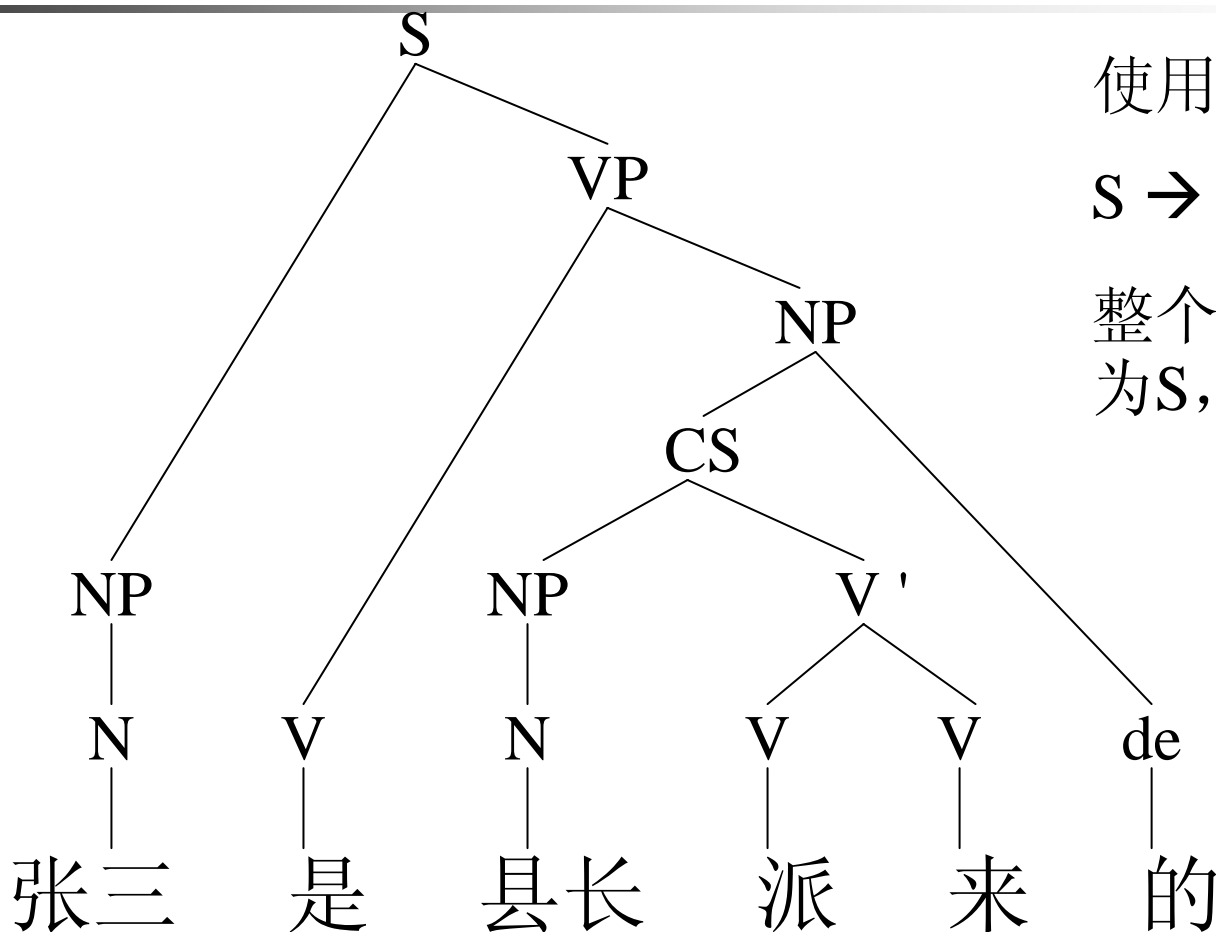 S
使用
VP
S →
NP
整个
为S，
CS
NP NP V '
N V N V V de
张三 是 县长 派 来 的